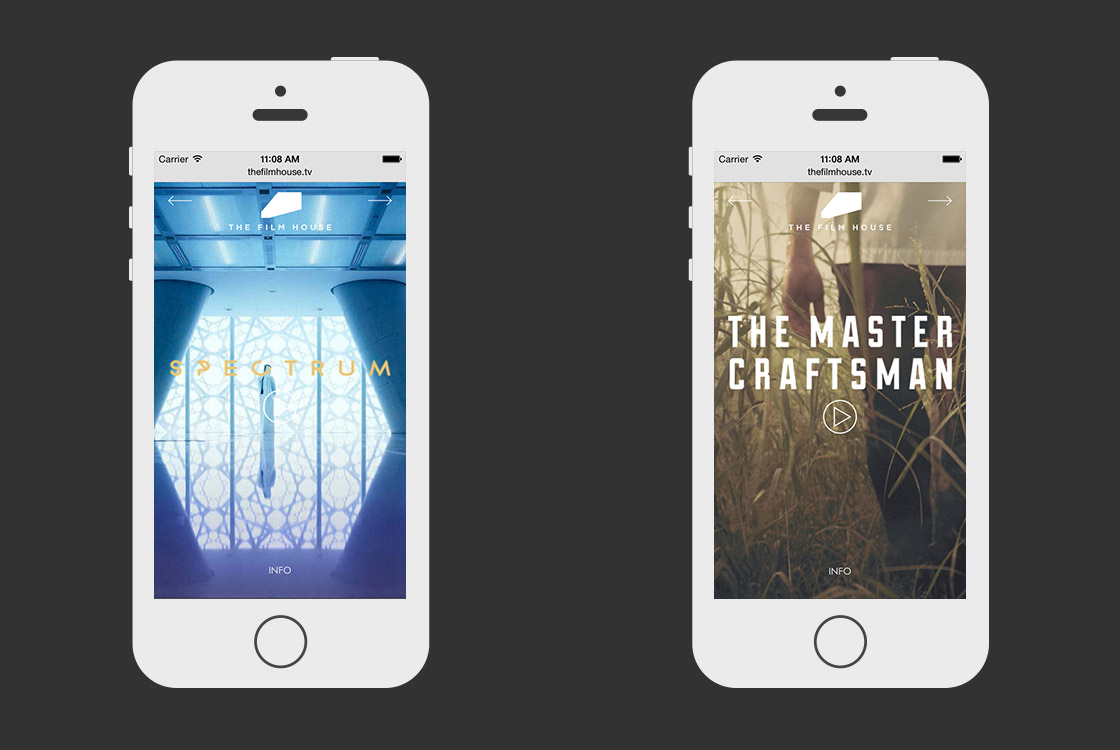 Carrier 11:08 AM
thefilmhouse.tv
THE FILM HOUSE
SPECTRUM
INFO
Carrier 11:08 AM
thefilmhouse.tv
THE FILM HOUSE
THE MASTER
CRAFTSMAN
INFO